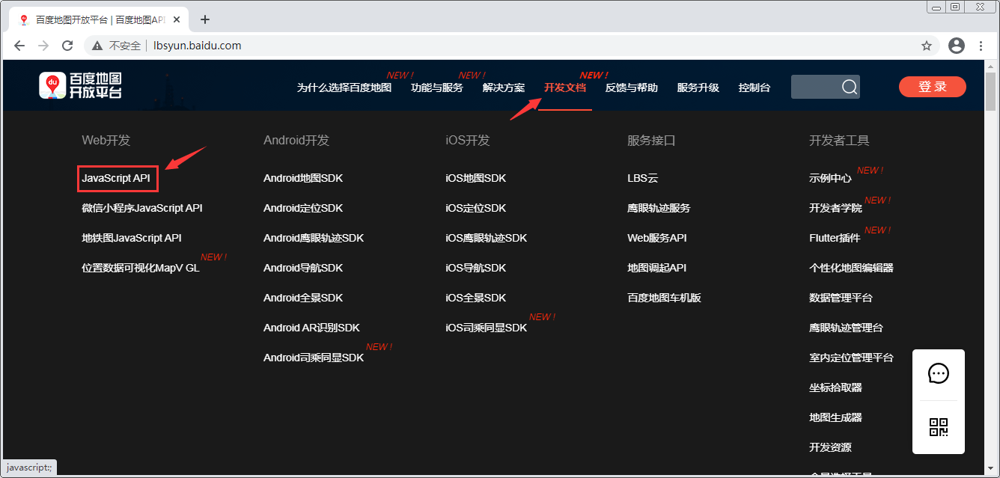 百度地图开放平台 | 百度地图API
不安全 lbsyun.baidu.com
du 百度地图
开放平台
NEW ! NEW ! NEW !
为什么选择百度地图 功能与服务 解决方案 开发文档 反馈与帮助 服务升级 控制台 登 录
Web开发 Android开发 iOS开发 服务接口 开发者工具
NEW !
JavaScript API Android地图SDK iOS地图SDK LBS云 示例中心
NEW !
微信小程序JavaScript API Android定位SDK iOS定位SDK 鹰眼轨迹服务 开发者学院
NEW !
地铁图JavaScript API Android鹰眼轨迹SDK iOS鹰眼轨迹SDK Web服务API Flutter插件
NEW !
位置数据可视化MapV GL Android导航SDK iOS导航SDK 地图调起API 个性化地图编辑器
Android全景SDK iOS全景SDK 百度地图车机版 数据管理平台
NEW !
Android AR识别SDK iOS司乘同显SDK 鹰眼轨迹管理台
NEW !
Android司乘同显SDK 室内定位管理平台
坐标拾取器
地图生成器
开发资源
javascript:;